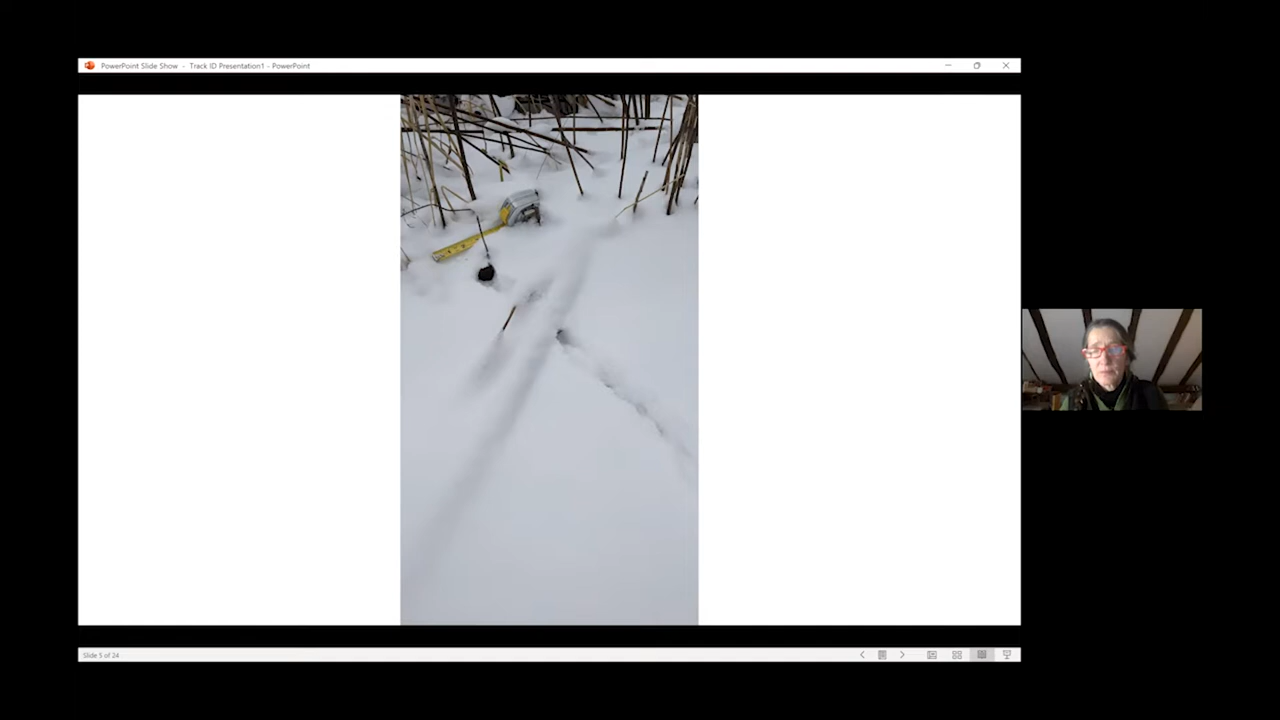 PowerPoint Slide Show - Track ID Presentation1 - PowerPoint
Slide 5 of 24